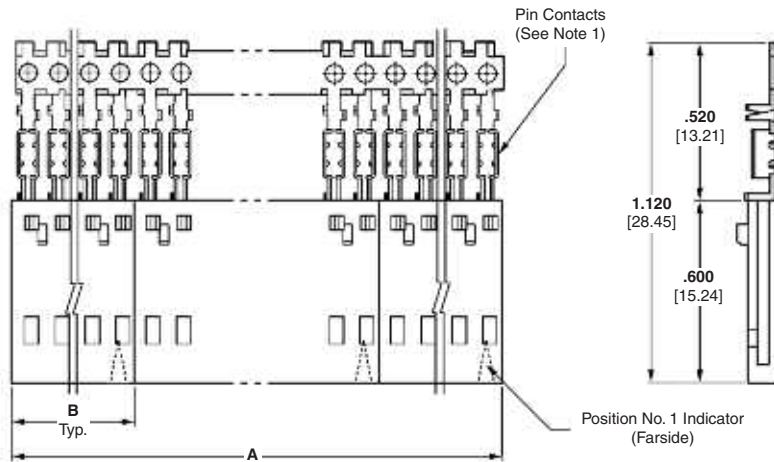 Pin Contacts
(See Note 1)
.520
[13.21]
1.120
[28.45]
.600
[15.24]
B
Typ.
Position No. 1 Indicator
(Farside)
A